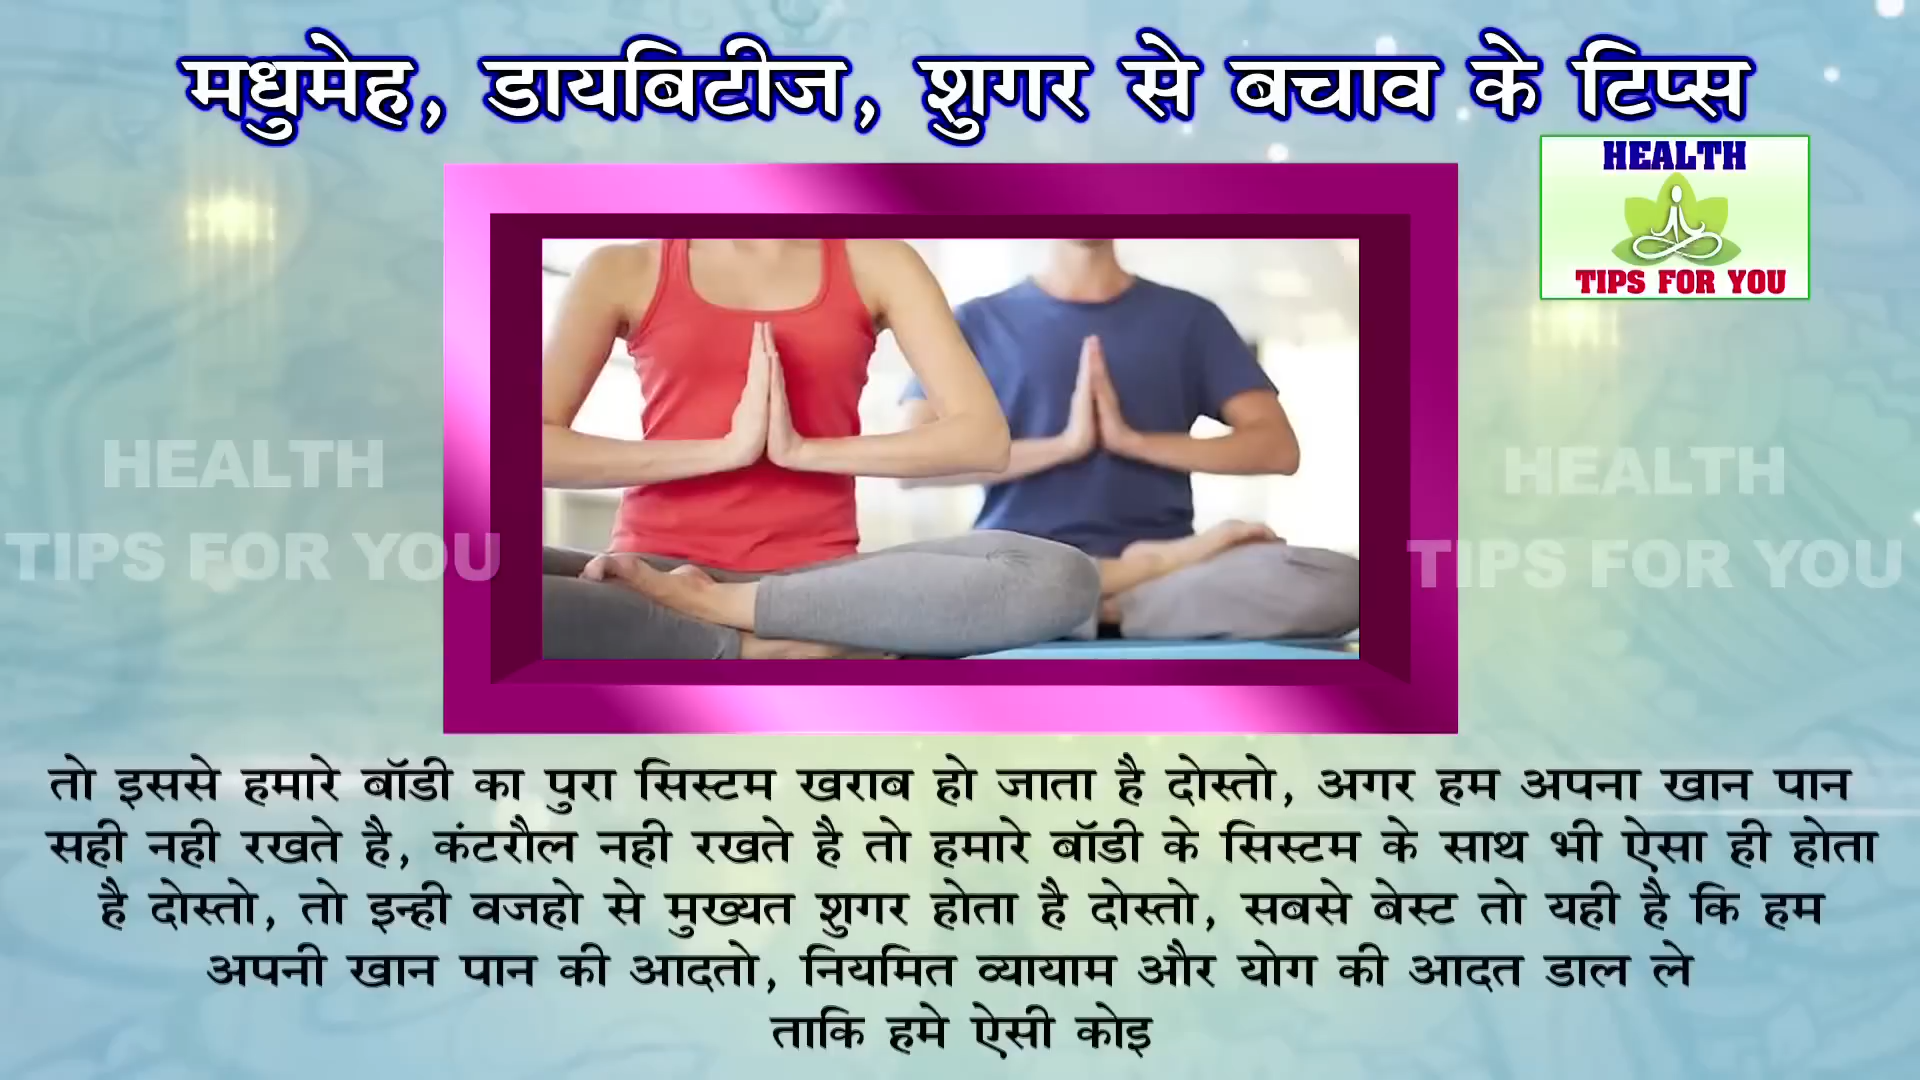 मधुमेह, डायबिटीज, शुगर से बचाव के टिप्स
HEALTH
TIPS FOR YOU
HEALTH
TIPS FOR YOU
HEALTH
TIPS FOR YOU
तो इससे हमारे बॉडी का पुरा सिस्टम खराब हो जाता है दोस्तो, अगर हम अपना खान पान
सही नही रखते है, कंटरौल नही रखते है तो हमारे बॉडी के सिस्टम के साथ भी ऐसा ही होता
है दोस्तो, तो इन्ही वजहो से मुख्यत शुगर होता है दोस्तो, सबसे बेस्ट तो यही है कि हम
अपनी खान पान की आदतो, नियमित व्यायाम और योग की आदत डाल ले
ताकि हमे ऐसी कोइ